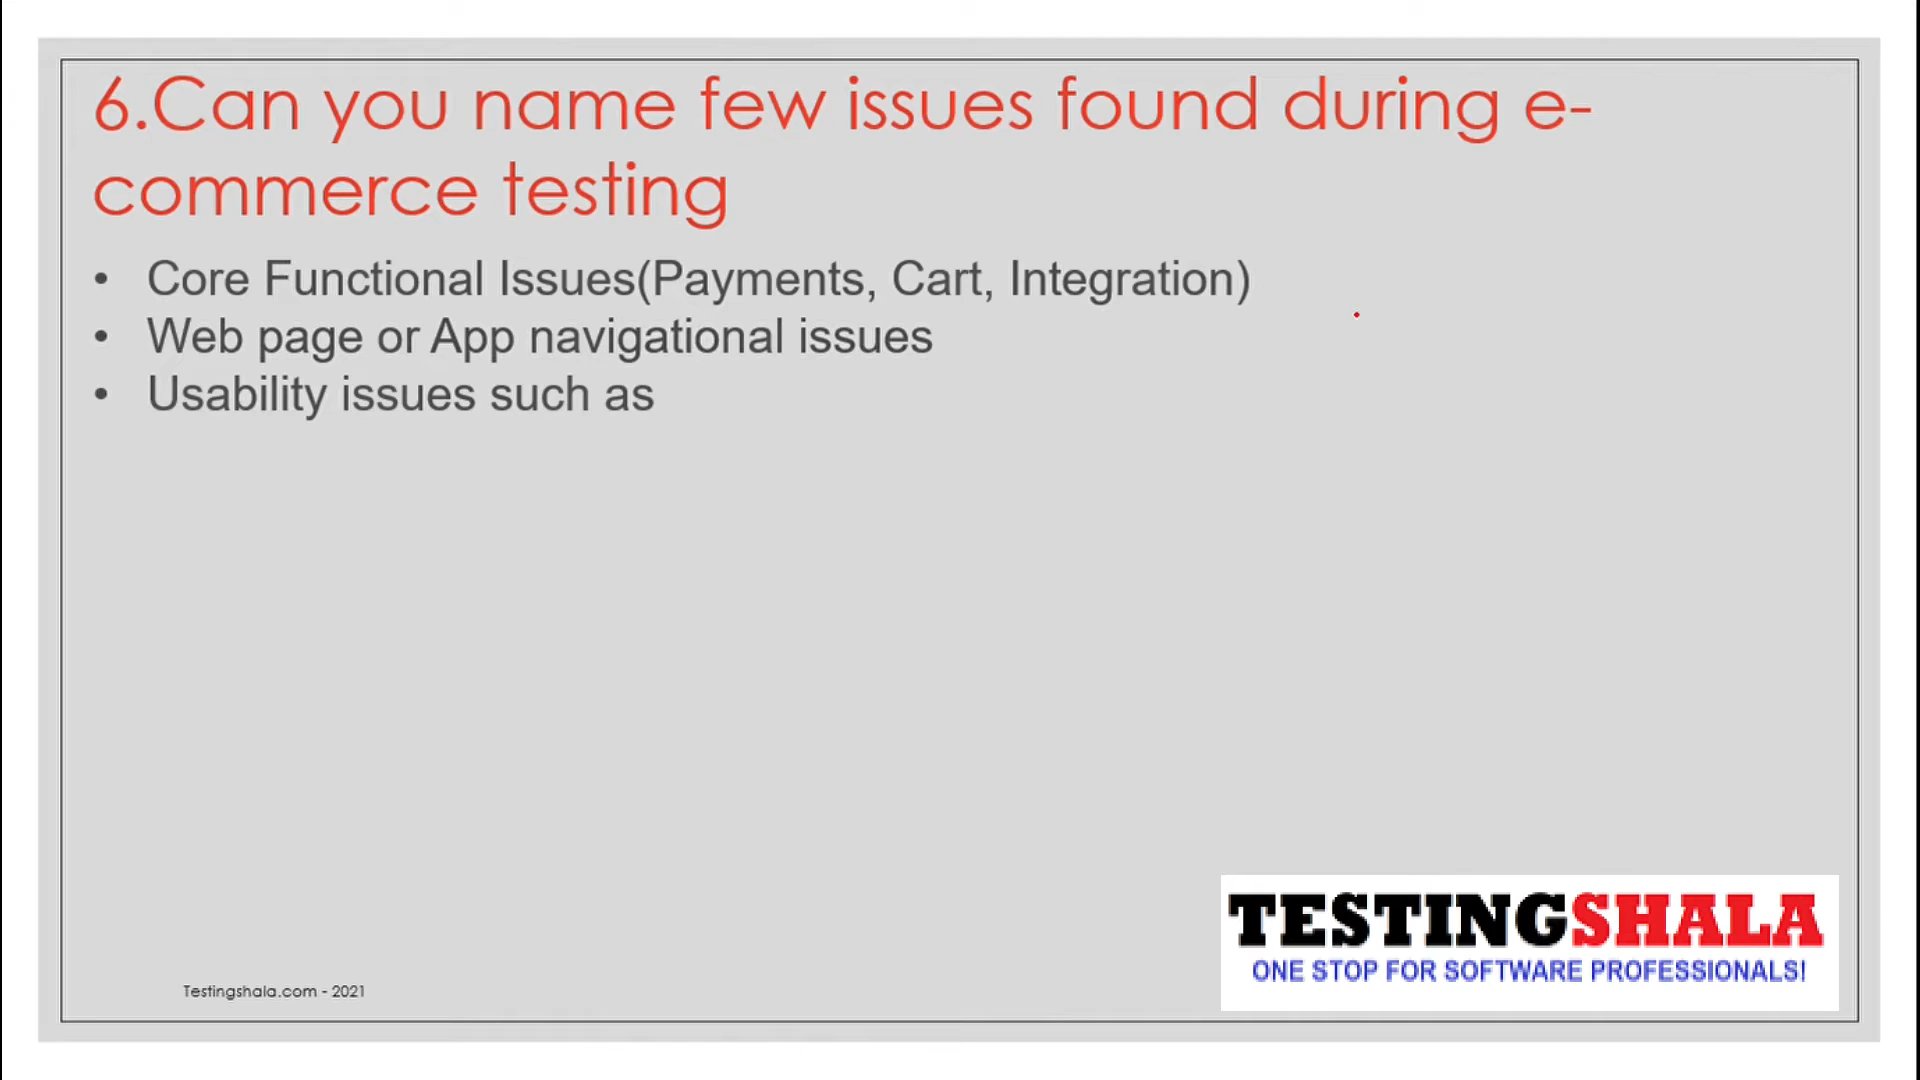 6.Can you name few issues found during e-
commerce testing
• Core Functional Issues(Payments, Cart, Integration)
• Web page or App navigational issues
• Usability issues such as
TESTINGSHALA
ONE STOP FOR SOFTWARE PROFESSIONALS!
Testingshala.com - 2021